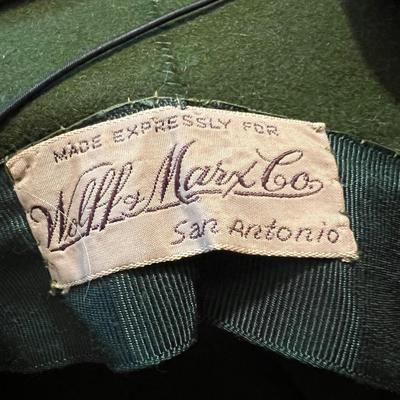 MADE EXPRESSLY FOR
Wolff & Marx Co.
San Antonio